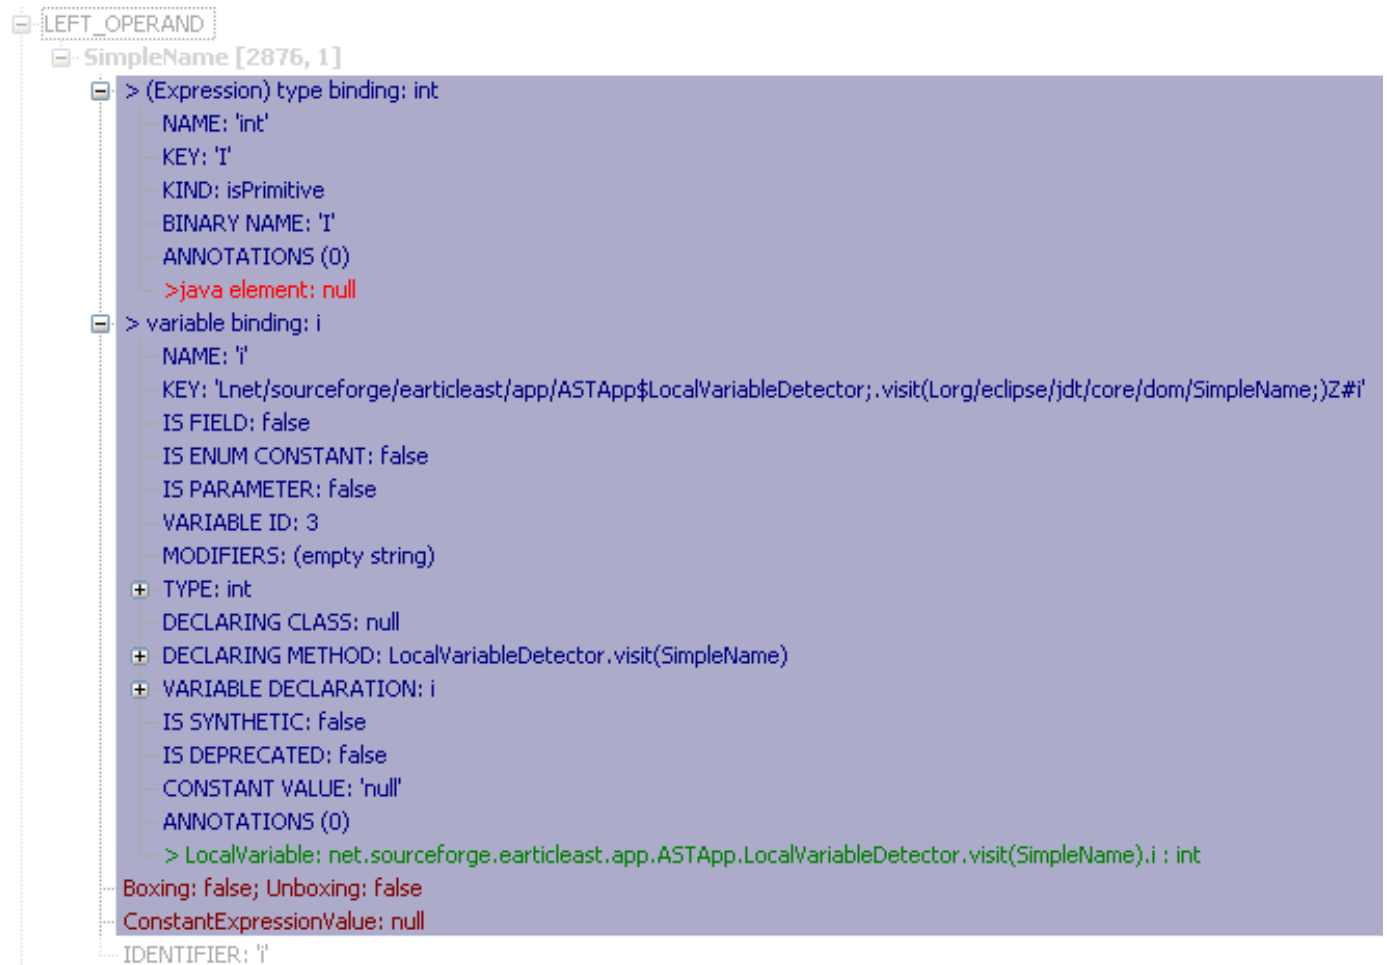 LEFT_OPERAND
SimpleName [2876, 1]
> (Expression) type binding: int
NAME: 'int'
KEY: 'I'
KIND: isPrimitive
BINARY NAME: 'I'
ANNOTATIONS (0)
>java element: null
> variable binding: i
NAME: 'i'
KEY: 'Lnet/sourceforge/earticleast/app/ASTApp$LocalVariableDetector;.visit(Lorg/eclipse/jdt/core/dom/SimpleName;)Z#i'
IS FIELD: false
IS ENUM CONSTANT: false
IS PARAMETER: false
VARIABLE ID: 3
MODIFIERS: (empty string)
TYPE: int
DECLARING CLASS: null
DECLARING METHOD: LocalVariableDetector.visit(SimpleName)
VARIABLE DECLARATION: i
IS SYNTHETIC: false
IS DEPRECATED: false
CONSTANT VALUE: 'null'
ANNOTATIONS (0)
> LocalVariable: net.sourceforge.earticleast.app.ASTApp.LocalVariableDetector.visit(SimpleName).i : int
Boxing: false; Unboxing: false
ConstantExpressionValue: null
IDENTIFIER: 'i'